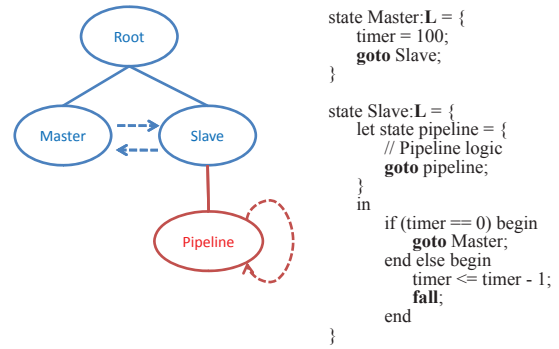 Root
Master
Slave
Pipeline
state Master:L = {
timer = 100;
goto Slave;
}
state Slave:L = {
let state pipeline = {
// Pipeline logic
goto pipeline;
}
in
if (timer == 0) begin
goto Master;
end else begin
timer <= timer - 1;
fall;
end
}